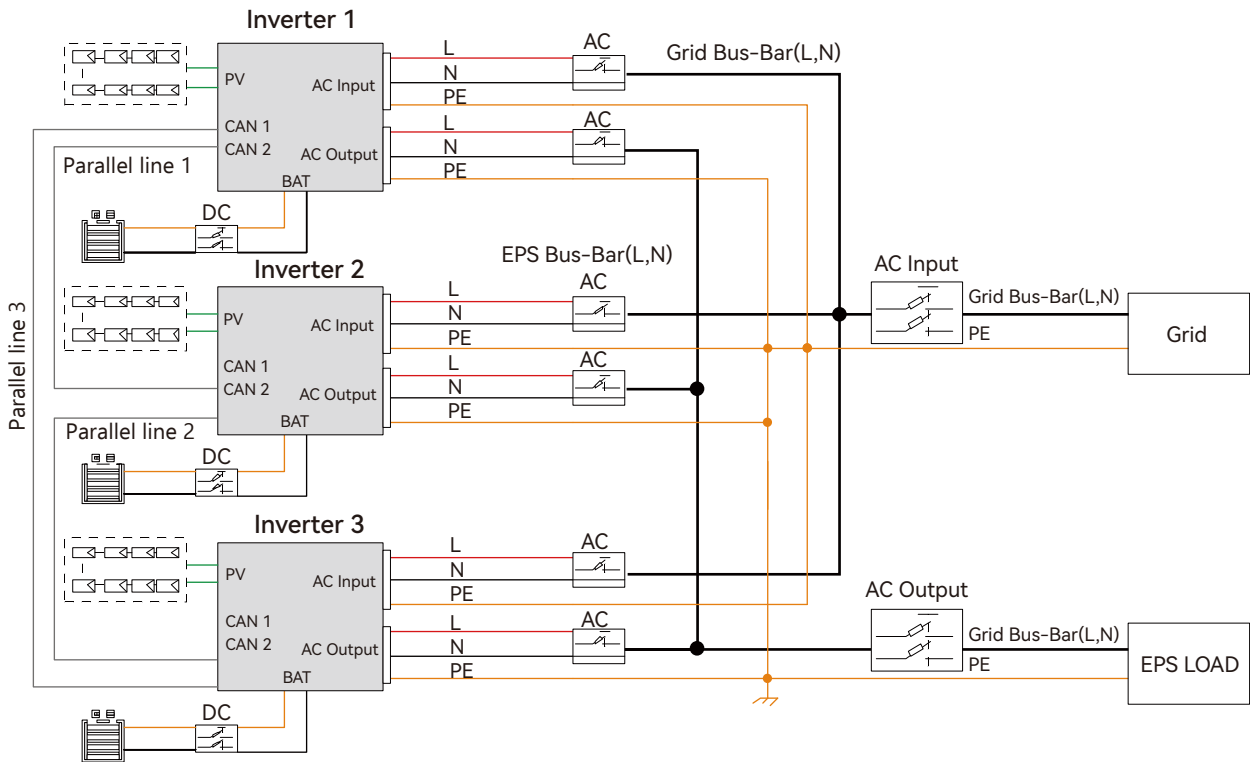 Inverter 1
PV
CAN 1
CAN 2
BAT
AC Input
AC Output
L
N
PE
L
N
PE
AC
AC
Grid Bus-Bar(L,N)
Parallel line 1
DC
Parallel line 3
Inverter 2
PV
CAN 1
CAN 2
BAT
AC Input
AC Output
L
N
PE
L
N
PE
EPS Bus-Bar(L,N)
AC
AC
AC Input
Grid Bus-Bar(L,N)
PE
Grid
Parallel line 2
DC
Inverter 3
PV
CAN 1
CAN 2
BAT
AC Input
AC Output
L
N
PE
L
N
PE
AC
AC
AC Output
Grid Bus-Bar(L,N)
PE
EPS LOAD
DC